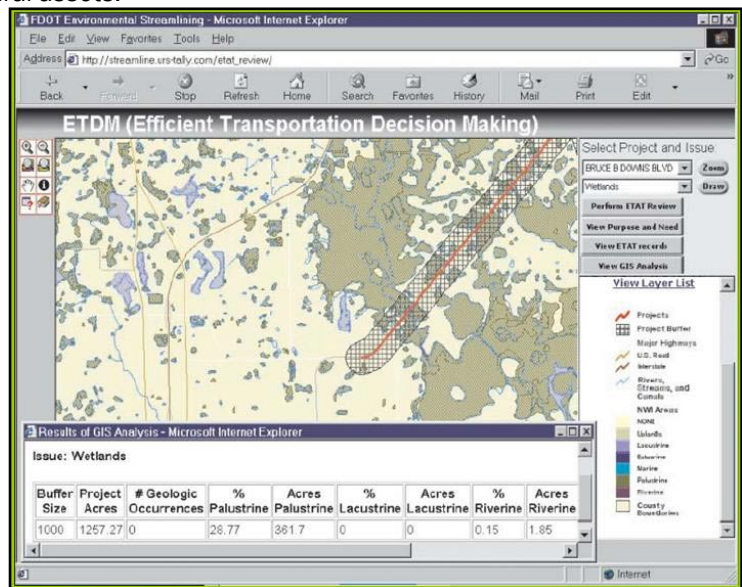 ral assets.
FDOT Environmental Streamlining - Microsoft Internet Explorer
File Edit View Favorites Tools Help
Address http://streamline.urs-tally.com/etat_review/ Go
Back Forward Stop Refresh Home Search Favorites History Mail Print Edit
ETDM (Efficient Transportation Decision Making)
Select Project and Issue:
BRUCE B DOWNS BLVD Zoom
Wetlands Draw
Perform ETAT Review
View Purpose and Need
View ETAT records
View GIS Analysis
View Layer List
Projects
Project Buffer
Major Highways
U.S. Road
Interstate
Rivers,
Streams, and
Canals
NWI Areas
NONE
Uplands
Lacustrine
Estuarine
Marine
Palustrine
Riverine
County
Boundaries
Results of GIS Analysis - Microsoft Internet Explorer
Issue: Wetlands
Buffer Size Project Acres # Geologic Occurrences % Palustrine Acres Palustrine % Lacustrine Acres Lacustrine % Riverine Acres Riverine
1000 1257.27 0 28.77 361.7 0 0 0.15 1.85
Internet